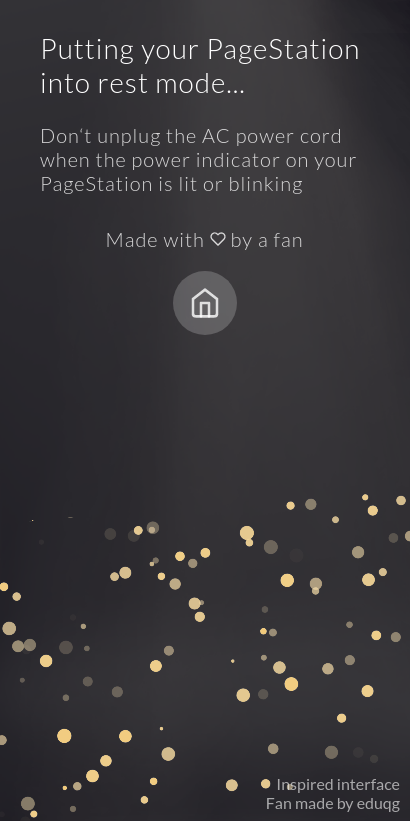 Putting your PageStation
into rest mode...
Don't unplug the AC power cord
when the power indicator on your
PageStation is lit or blinking
Made with ♡ by a fan
Inspired interface
Fan made by eduqg